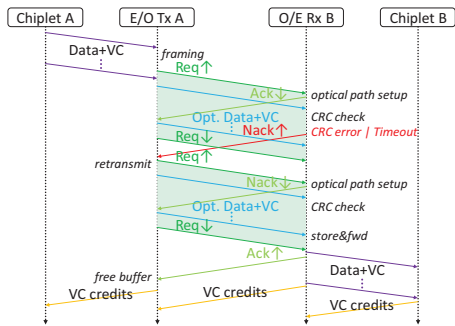 Chiplet A
E/O Tx A
O/E Rx B
Chiplet B
Data+VC
framing
Req↑
Ack↓
optical path setup
Opt. Data+VC
CRC check
Req↓
Nack↑
CRC error | Timeout
retransmit
Req↑
Nack↓
optical path setup
Opt. Data+VC
CRC check
Req↓
store&fwd
Ack↑
free buffer
Data+VC
VC credits
VC credits
VC credits